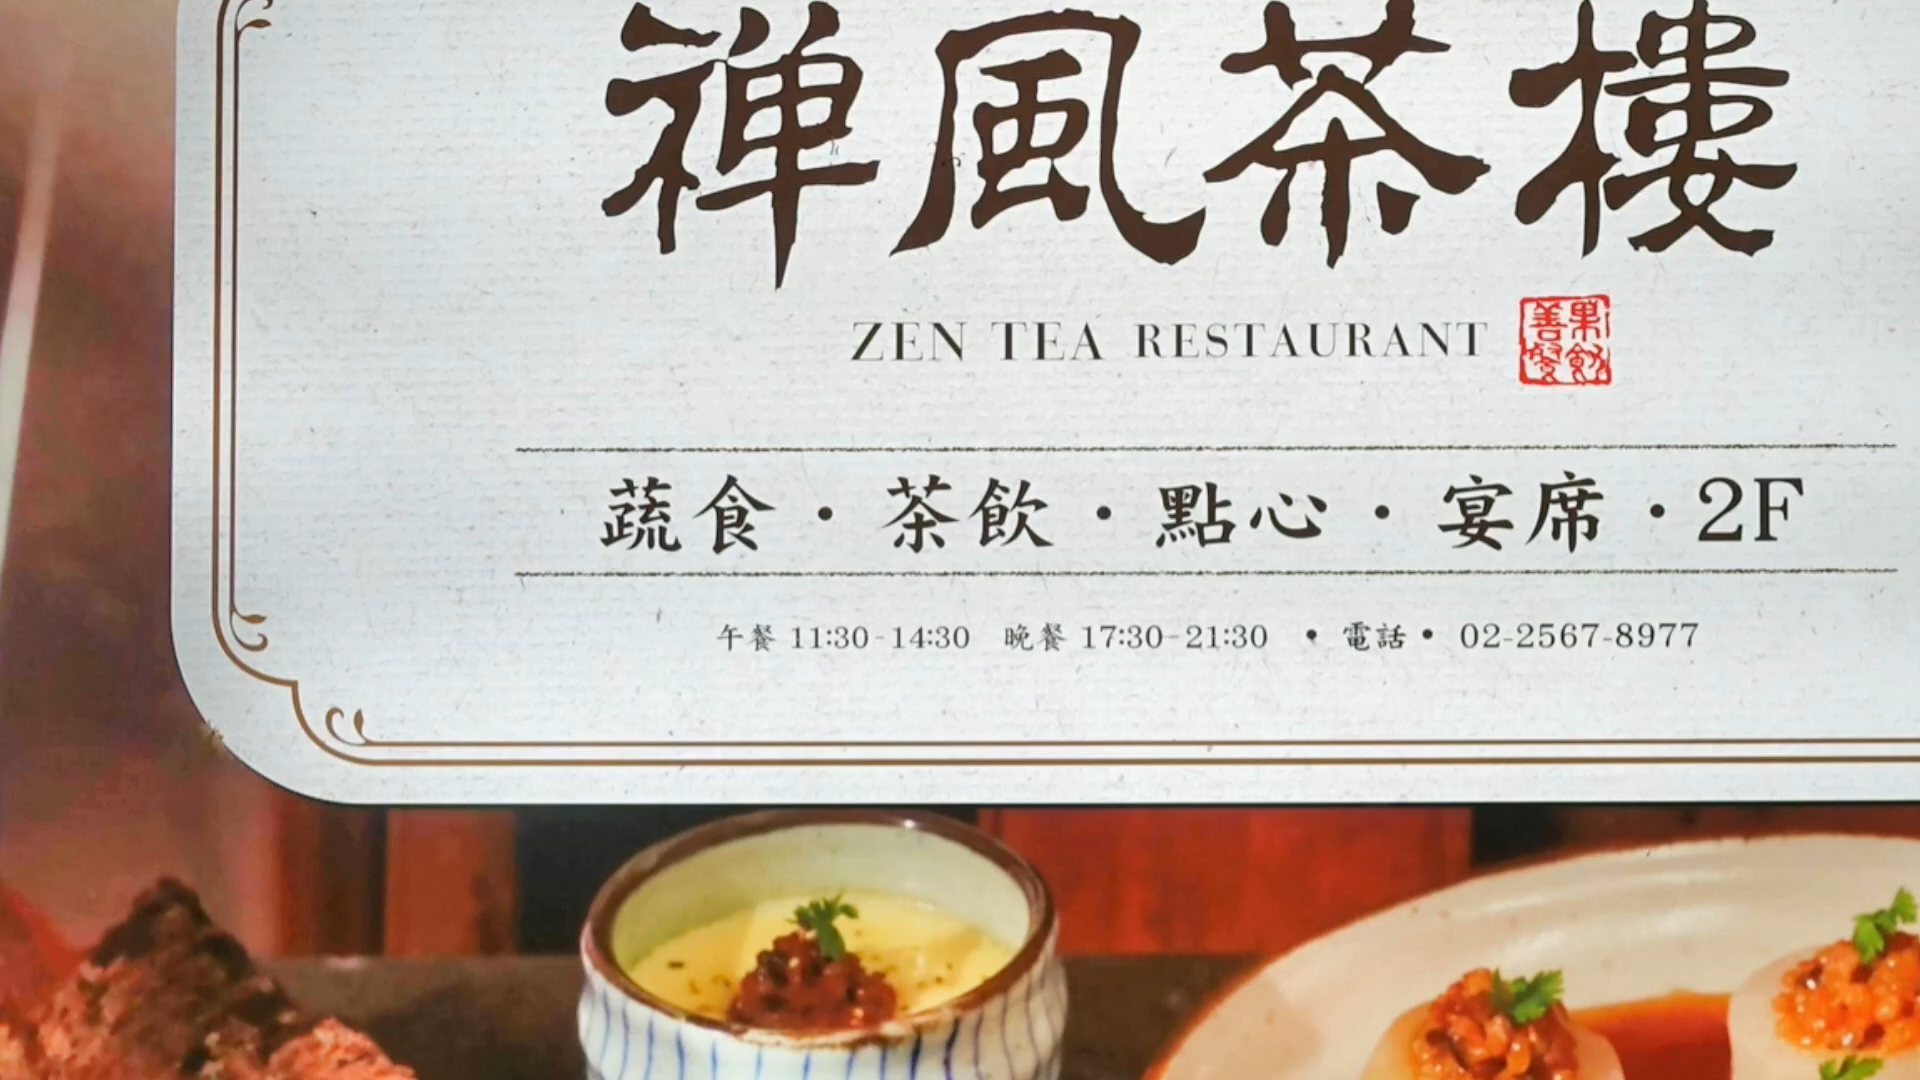 禅風茶樓
ZEN TEA RESTAURANT
蔬食・茶飲・點心・宴席・2F
午餐 11:30-14:30 晚餐 17:30-21:30 • 電話 • 02-2567-8977